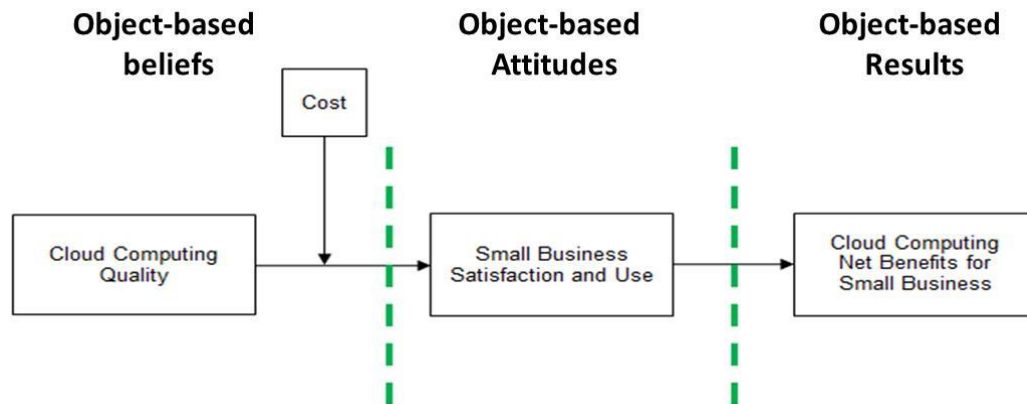 Object-based
beliefs
Object-based
Attitudes
Object-based
Results
Cost
Cloud Computing
Quality
Small Business
Satisfaction and Use
Cloud Computing
Net Benefits for
Small Business